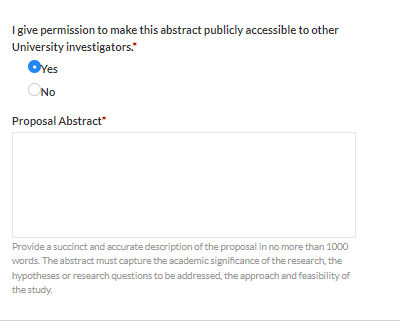 I give permission to make this abstract publicly accessible to other
University investigators.*
Yes
No
Proposal Abstract*
Provide a succinct and accurate description of the proposal in no more than 1000
words. The abstract must capture the academic significance of the research, the
hypotheses or research questions to be addressed, the approach and feasibility of
the study.